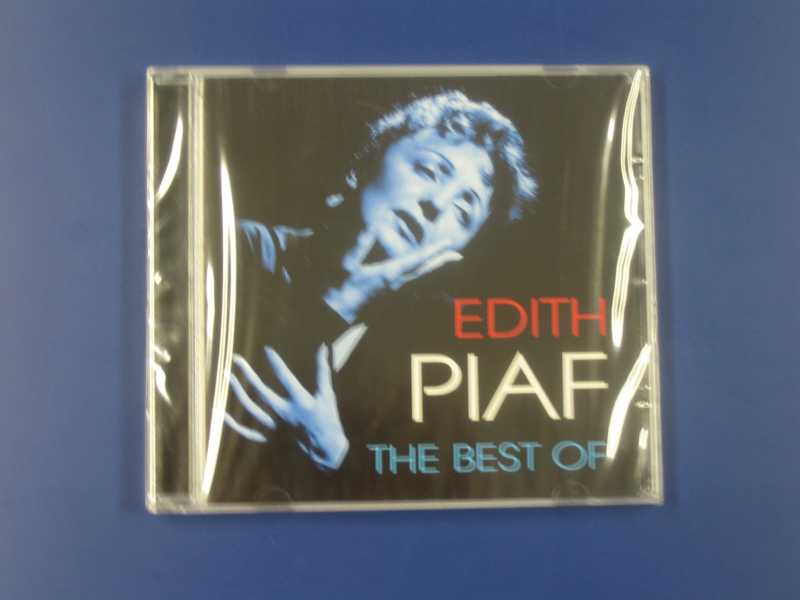 EDITH
PIAF
THE BEST OF